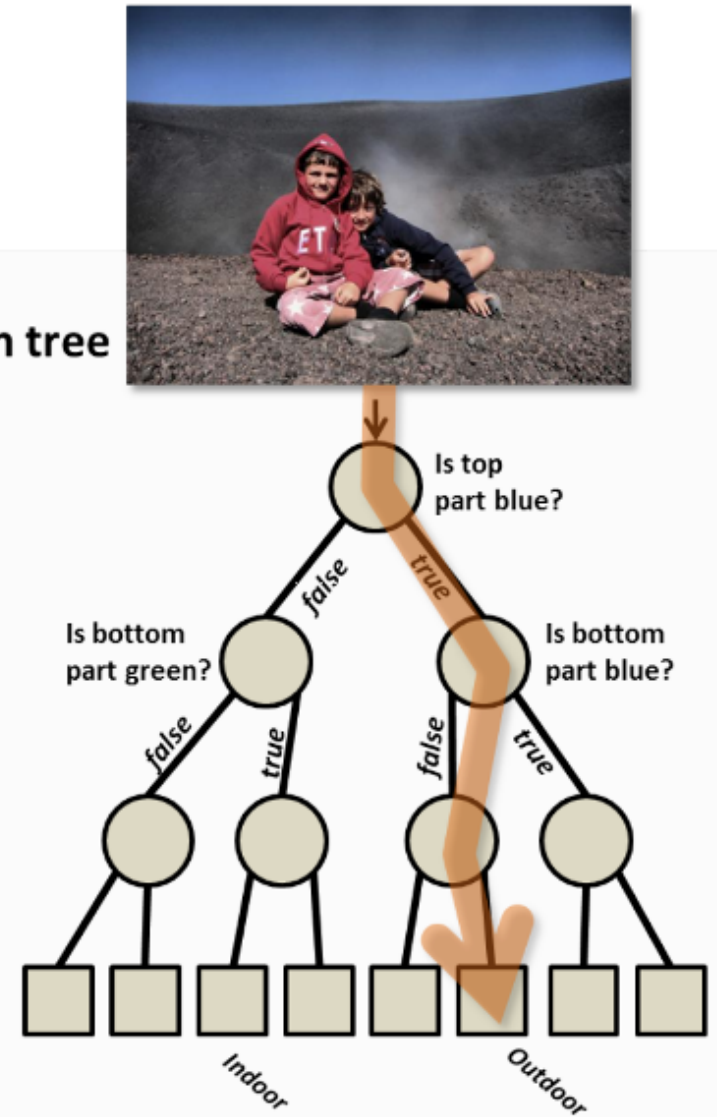 ET
n tree
Is top
part blue?
false
true
Is bottom
part green?
Is bottom
part blue?
false
true
false
true
Indoor
Outdoor